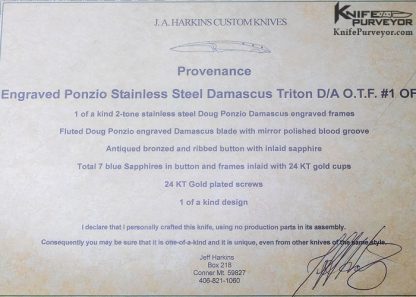 J. A. HARKINS CUSTOM KNIVES
KNIFE PURVEYOR
KnifePurveyor.com
Provenance
Engraved Ponzio Stainless Steel Damascus Triton D/A O.T.F. #1 OF
1 of a kind 2-tone stainless steel Doug Ponzio Damascus engraved frames
Fluted Doug Ponzio engraved Damascus blade with mirror polished blood groove
Antiqued bronzed and ribbed button with inlaid sapphire
Total 7 blue Sapphires in button and frames inlaid with 24 KT gold cups
24 KT Gold plated screws
1 of a kind design
I declare that I personally crafted this knife, using no production parts in its assembly.
Consequently you may be sure that it is one-of-a-kind and it is unique, even from other knives of the same style.
Jeff Harkins
Box 218
Conner Mt. 59827
406-821-1060